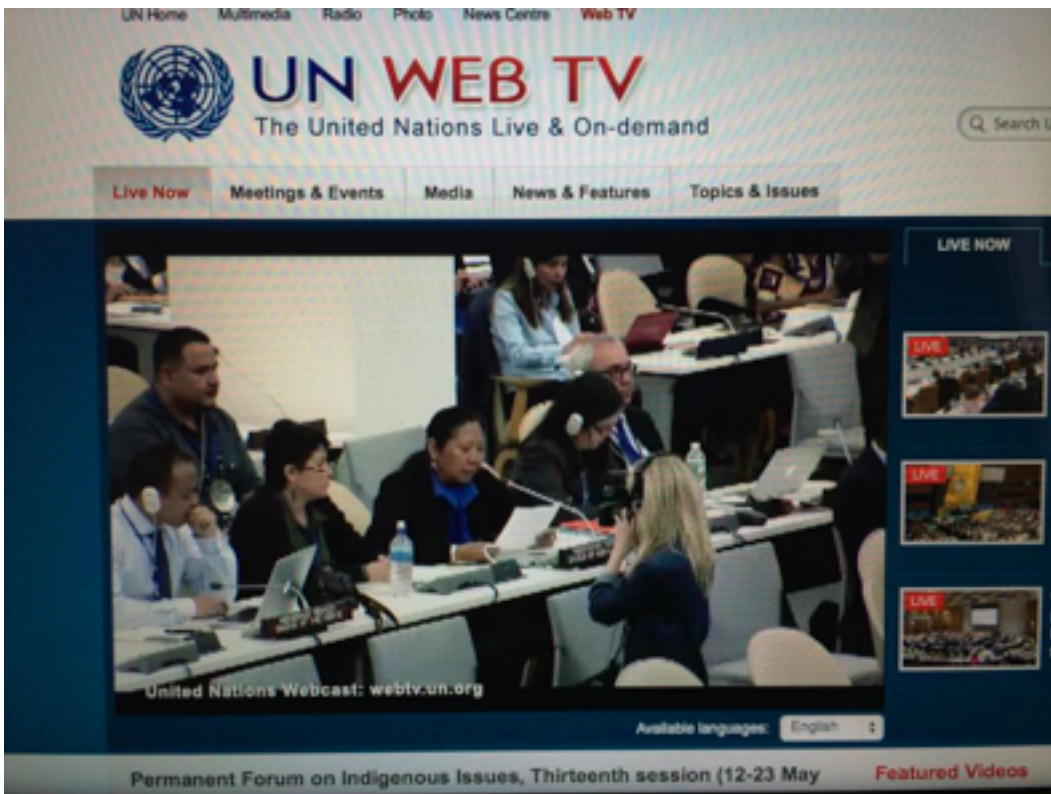 UN Home Multimedia Radio Photo News Centre Web TV
UN WEB TV
The United Nations Live & On-demand
Search U
Live Now Meetings & Events Media News & Features Topics & Issues
LIVE NOW
LIVE
LIVE
LIVE
United Nations Webcast: webtv.un.org
Available languages: English
Permanent Forum on Indigenous Issues, Thirteenth session (12-23 May
Featured Videos